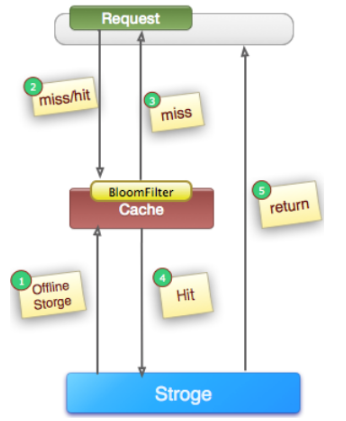 Request
2
miss/hit
3
miss
BloomFilter
Cache
5
return
1
Offline
Storge
4
Hit
Stroge